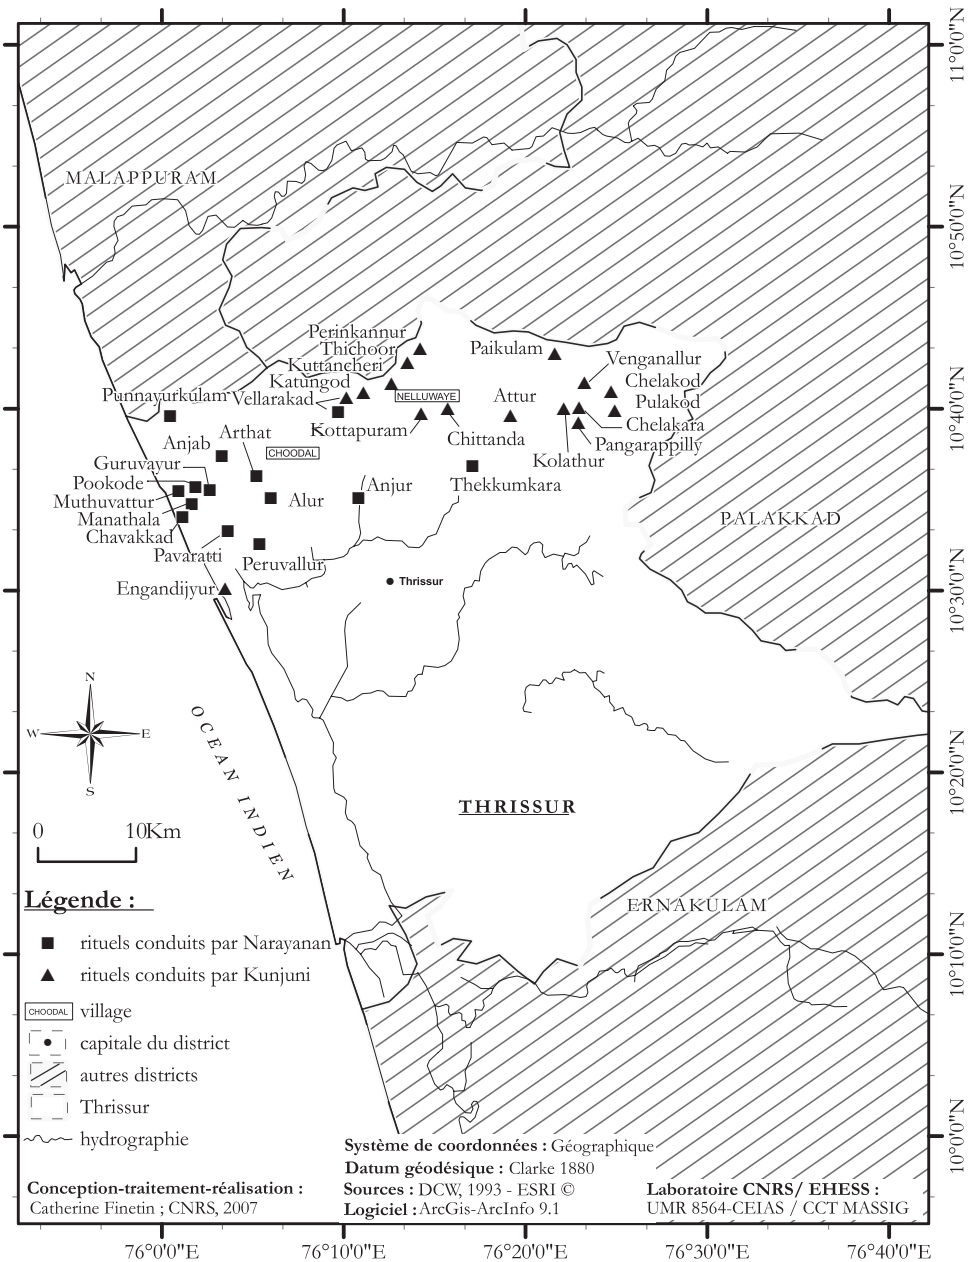 MALAPPURAM
Perinkannur
Thichoor
Kuttancheri
Katungod
Vellarakad
Punnayurkulam
NELLUWAYE
Paikulam
Venganallur
Chelakod
Pulakod
Chelakara
Pangarappilly
Attur
Kottapuram
Chittanda
Kolathur
Anjab
Arthat
CHOODAL
Guruvayur
Pookode
Muthuvattur
Manathala
Chavakkad
Alur
Anjur
Thekkumkara
Pavaratti
Peruvallur
PALAKKAD
Engandijyur
Thrissur
N
W
E
S
OCEAN INDIEN
THRISSUR
0 10Km
ERNAKULAM
Légende :
rituels conduits par Narayanan
rituels conduits par Kunjuni
CHOODAL village
capitale du district
autres districts
Thrissur
hydrographie
Système de coordonnées : Géographique
Datum géodésique : Clarke 1880
Sources : DCW, 1993 - ESRI ©
Logiciel : ArcGis-ArcInfo 9.1
Conception-traitement-réalisation :
Catherine Finetin ; CNRS, 2007
Laboratoire CNRS/ EHESS :
UMR 8564-CEIAS / CCT MASSIG
11°0'0"N
10°50'0"N
10°40'0"N
10°30'0"N
10°20'0"N
10°10'0"N
10°0'0"N
76°0'0"E 76°10'0"E 76°20'0"E 76°30'0"E 76°40'0"E